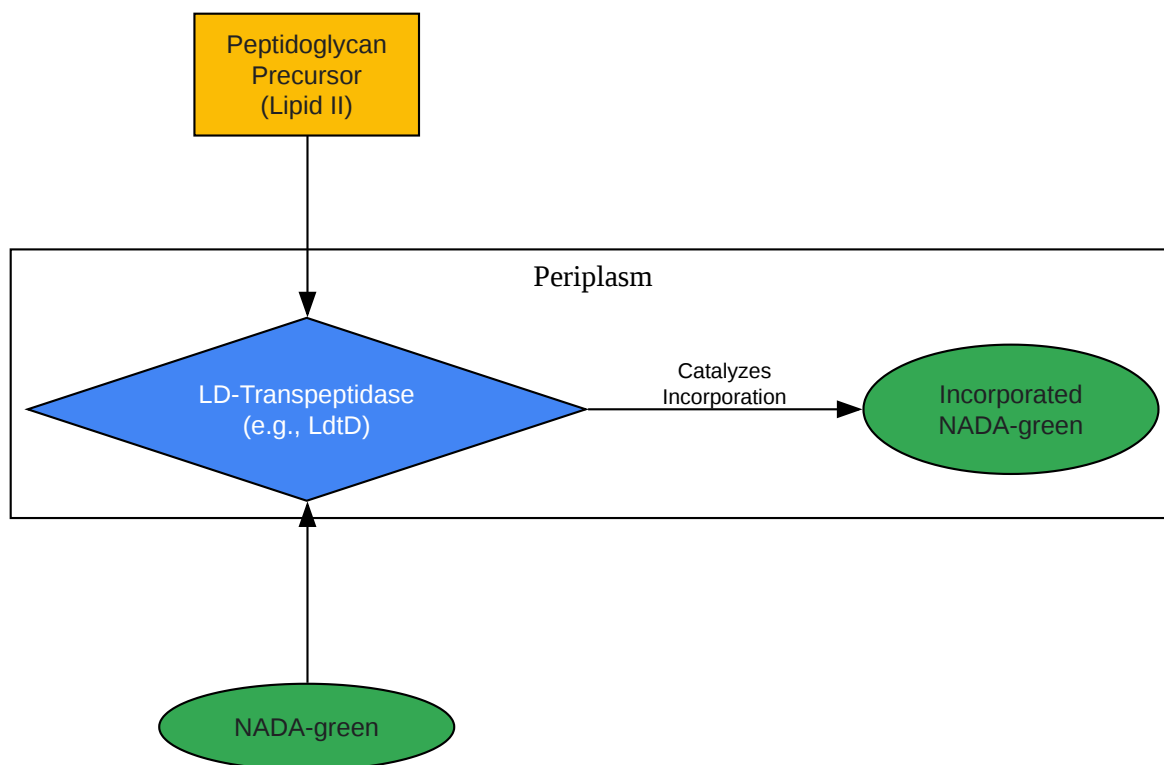 Peptidoglycan
Precursor
(Lipid II)
Periplasm
LD-Transpeptidase
(e.g., LdtD)
Catalyzes
Incorporation
Incorporated
NADA-green
NADA-green